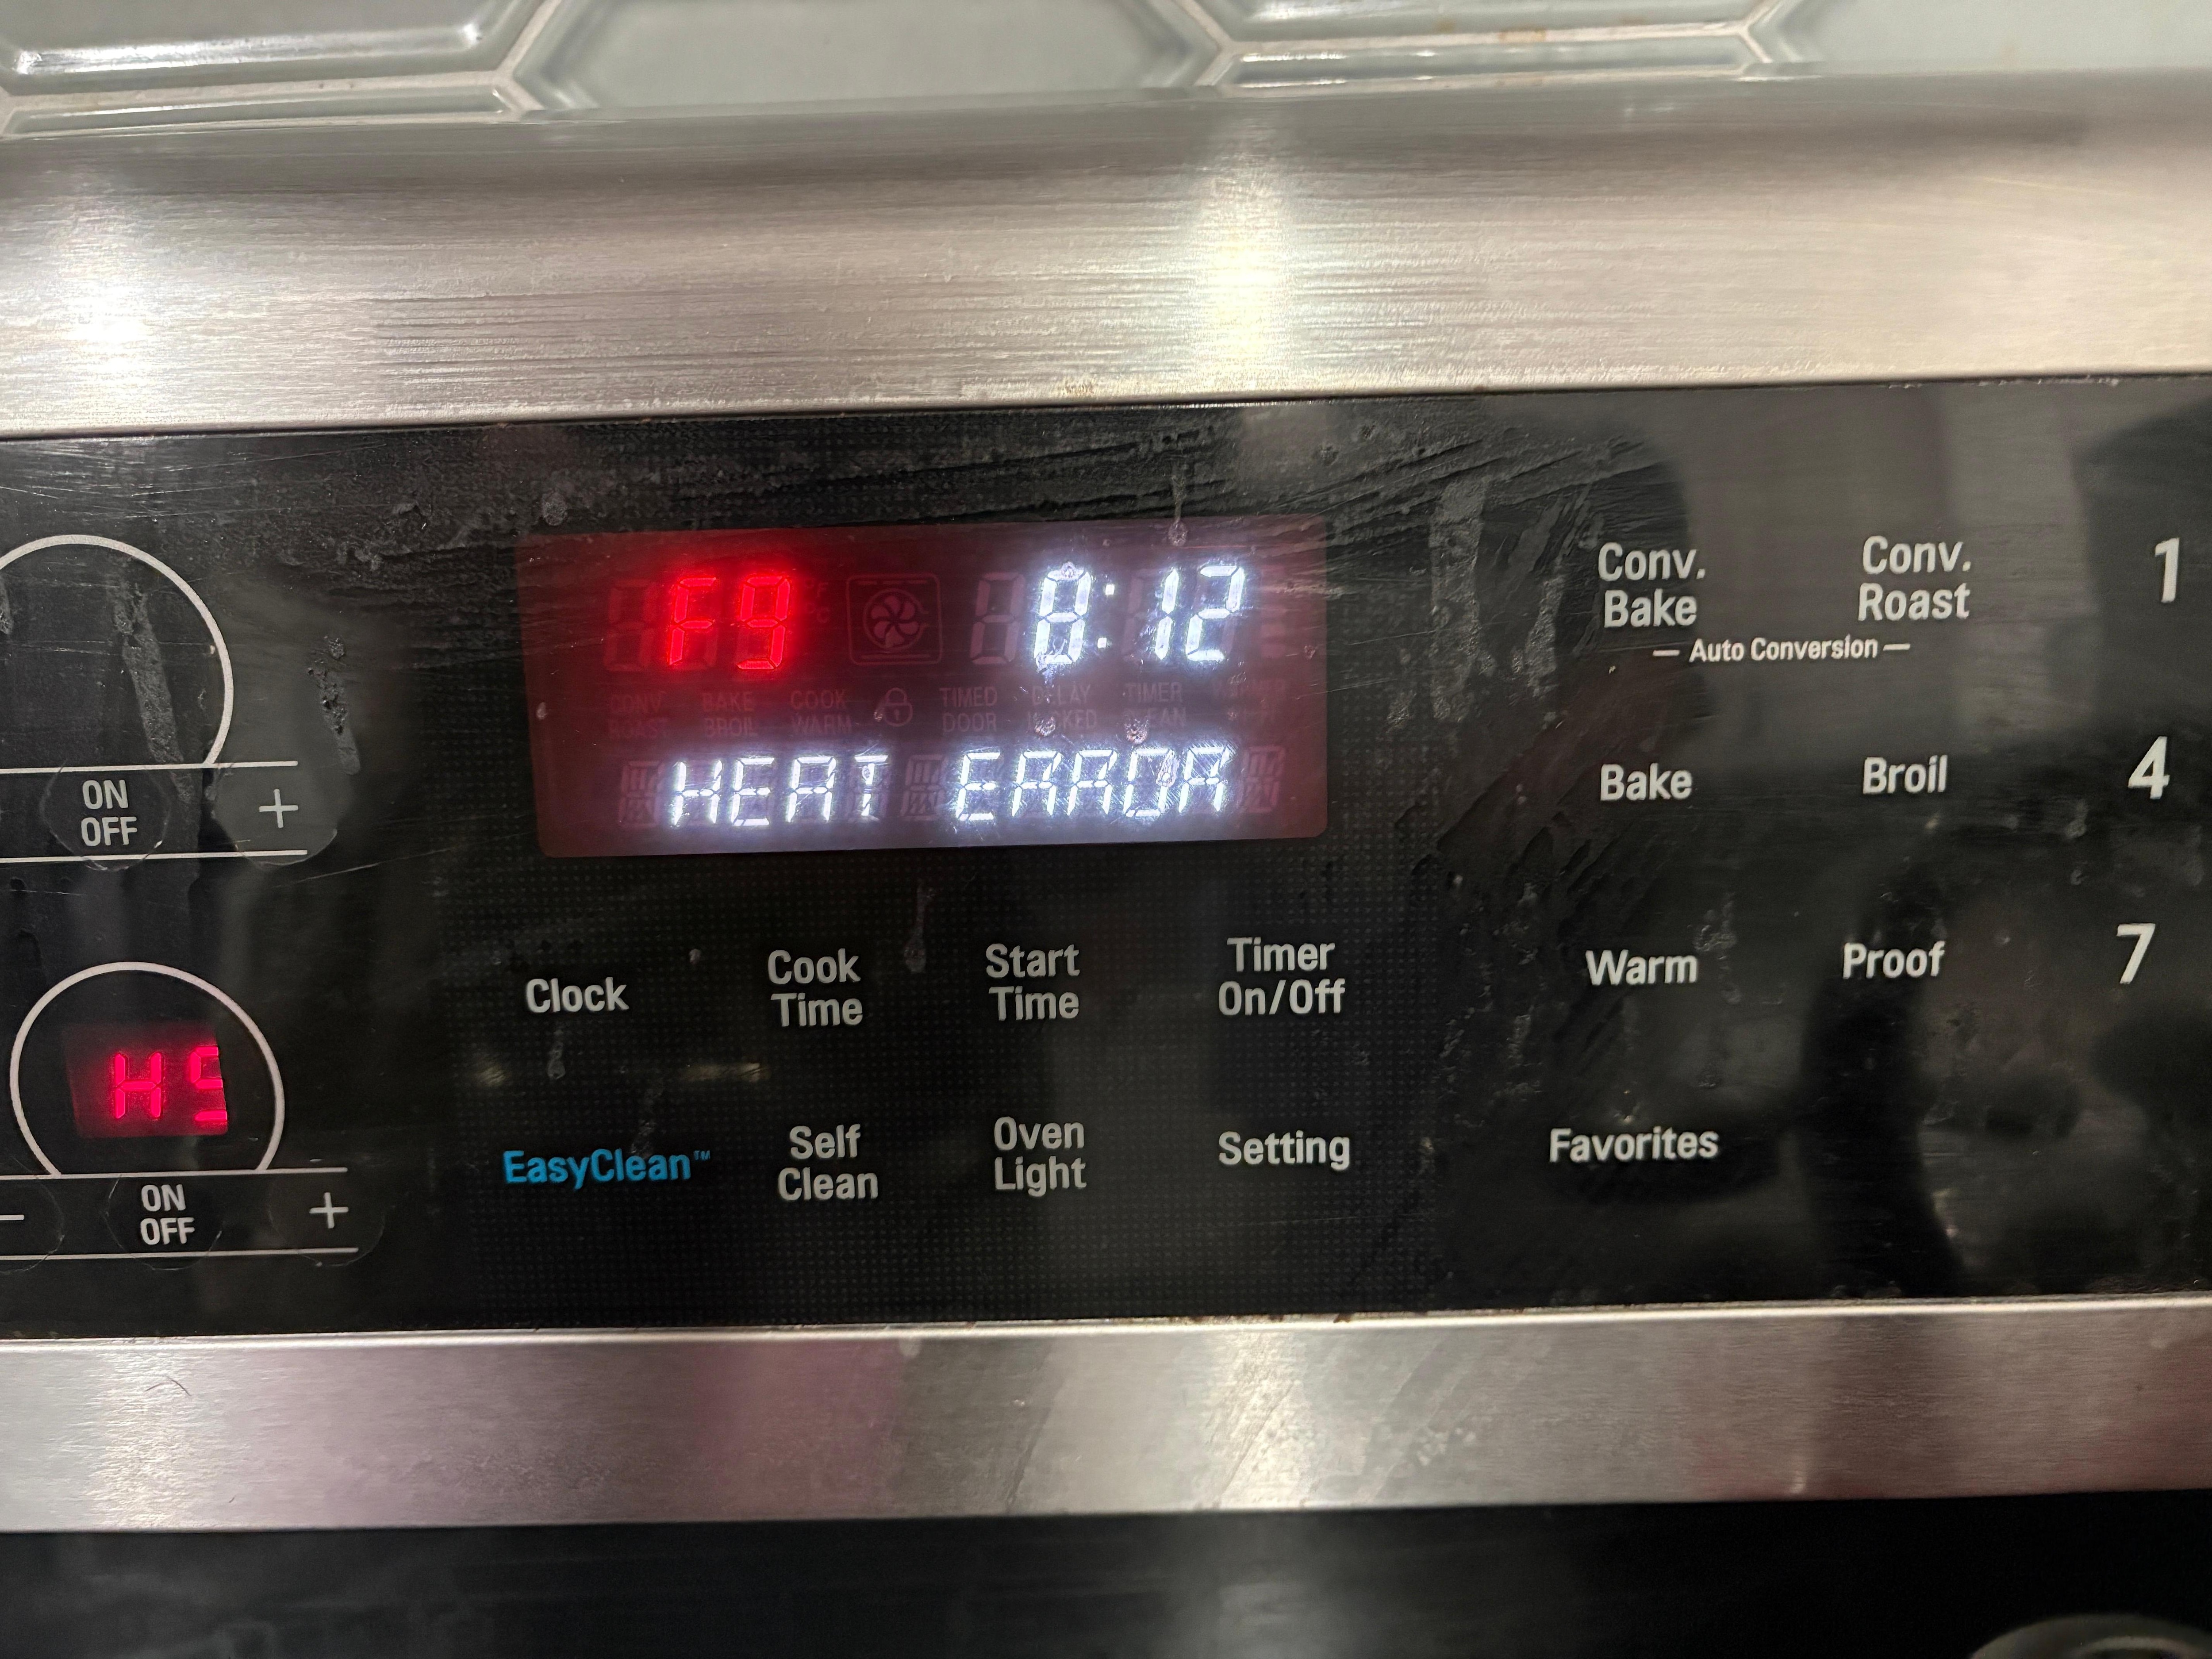 F9 8:12
HEAT ERROR
Conv. Bake
Conv. Roast
1
Auto Conversion
ON OFF
+
Bake
Broil
4
Clock
Cook Time
Start Time
Timer On/Off
Warm
Proof
7
HS
EasyClean™
Self Clean
Oven Light
Setting
Favorites
−
ON OFF
+